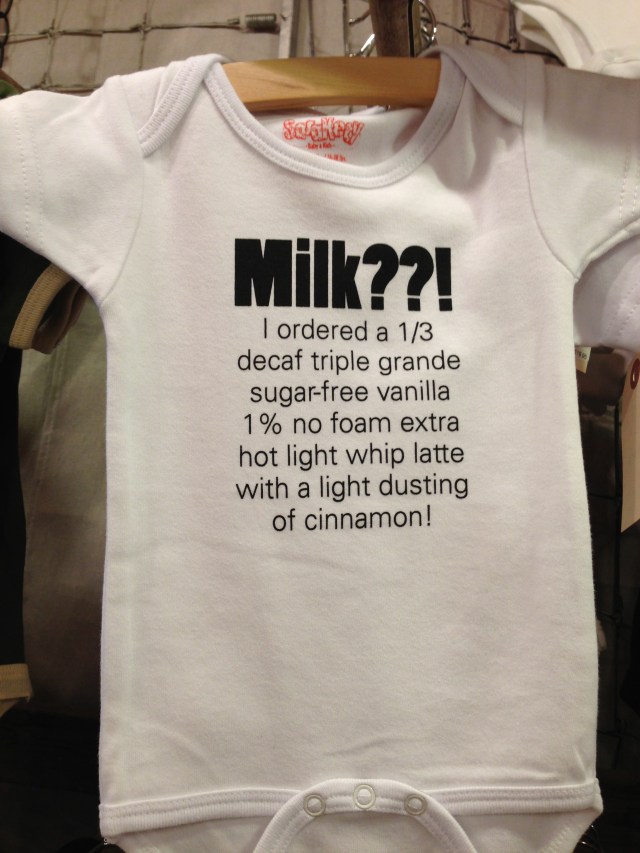 Milk??!
I ordered a 1/3
decaf triple grande
sugar-free vanilla
1% no foam extra
hot light whip latte
with a light dusting
of cinnamon!